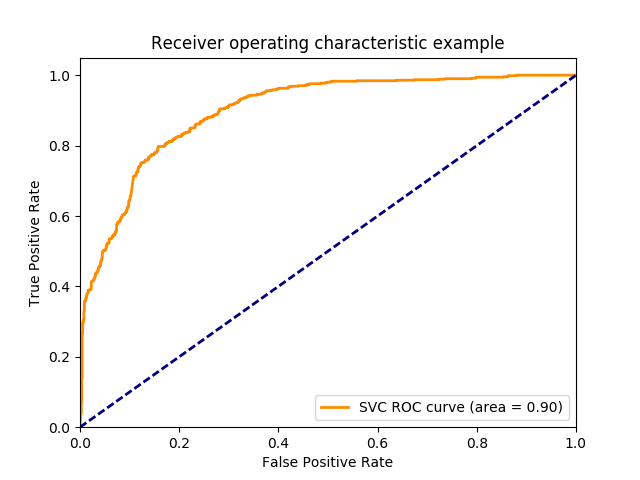 Receiver operating characteristic example
1.0
0.8
0.6
0.4
0.2
0.0
True Positive Rate
SVC ROC curve (area = 0.90)
0.0 0.2 0.4 0.6 0.8 1.0
False Positive Rate